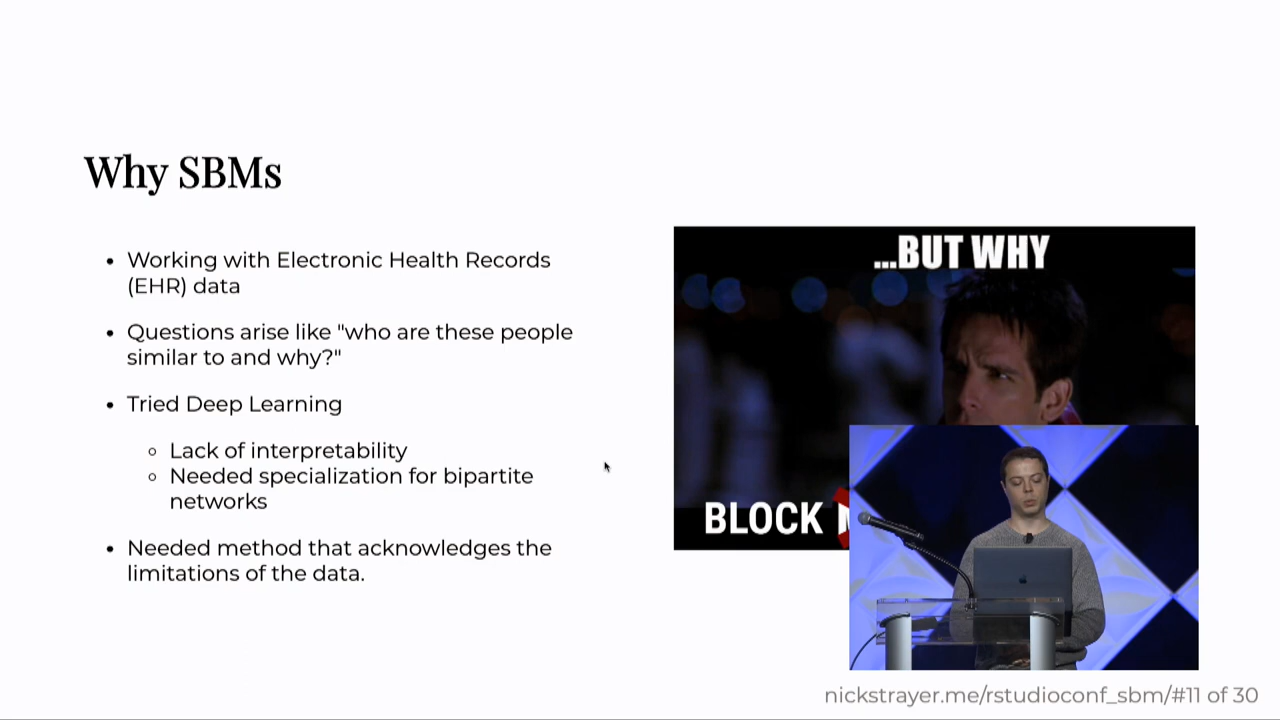 Why SBMs
Working with Electronic Health Records
(EHR) data
Questions arise like "who are these people
similar to and why?"
Tried Deep Learning
Lack of interpretability
Needed specialization for bipartite
networks
Needed method that acknowledges the
limitations of the data.
...BUT WHY
BLOCK
nickstrayer.me/rstudioconf_sbm/#11 of 30